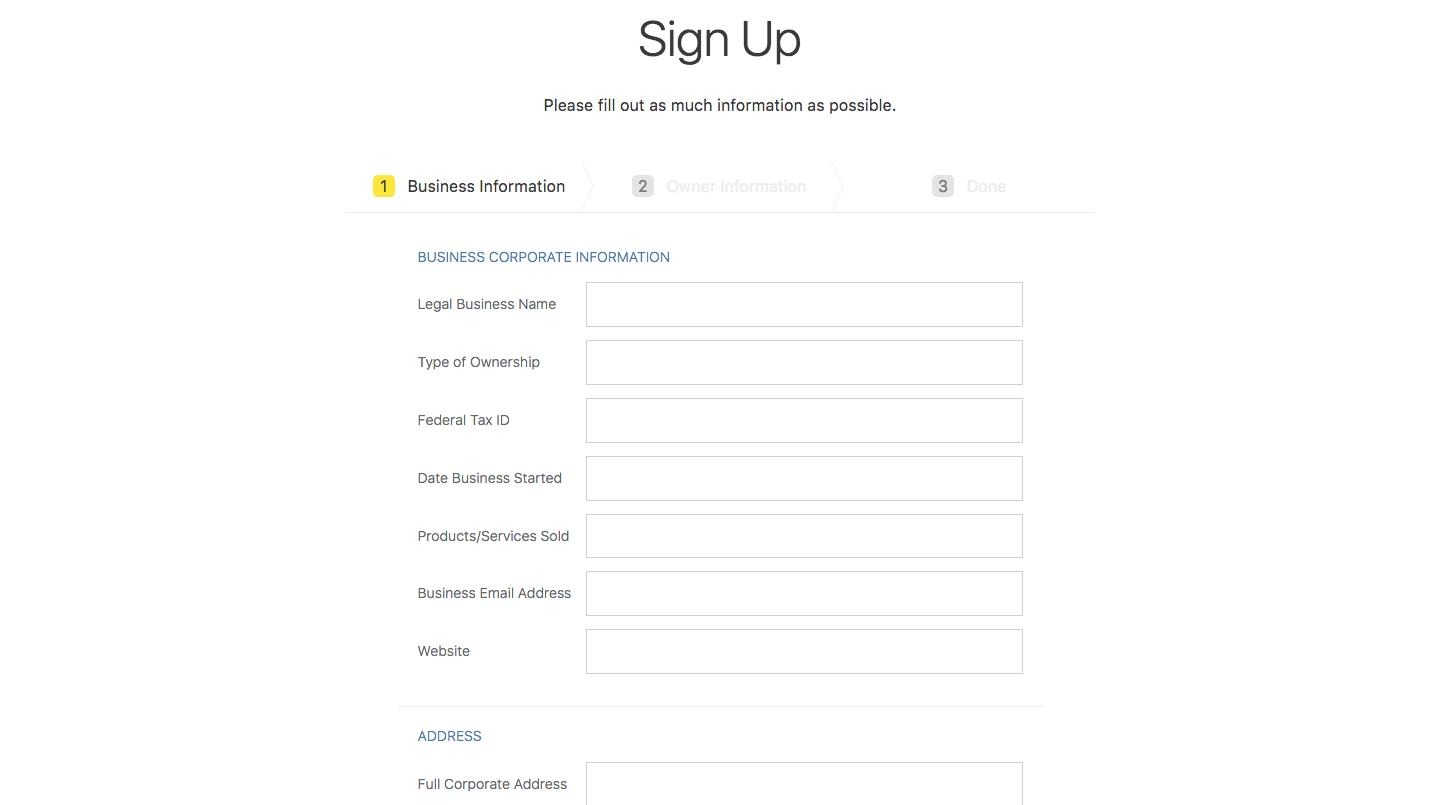 Sign Up
Please fill out as much information as possible.
1 Business Information 2 Owner Information 3 Done
BUSINESS CORPORATE INFORMATION
Legal Business Name
Type of Ownership
Federal Tax ID
Date Business Started
Products/Services Sold
Business Email Address
Website
ADDRESS
Full Corporate Address